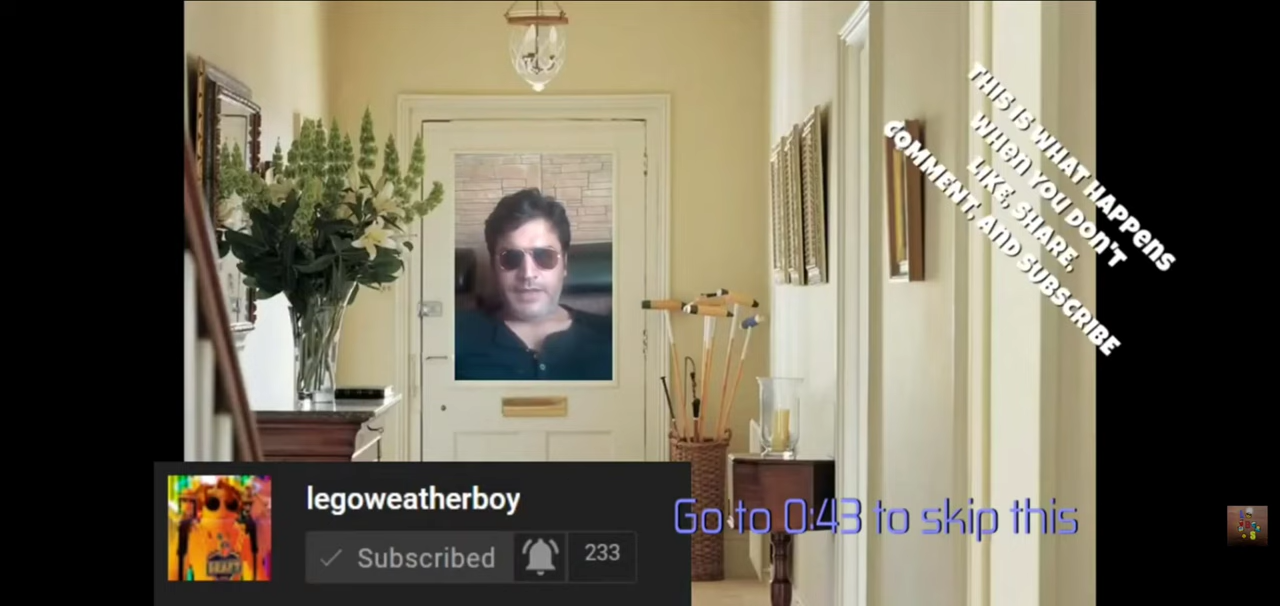 THIS IS WHAT HAPPENS
WHEN YOU DON'T
LIKE, SHARE,
COMMENT, AND SUBSCRIBE
legoweatherboy
Subscribed
233
Go to 0:43 to skip this